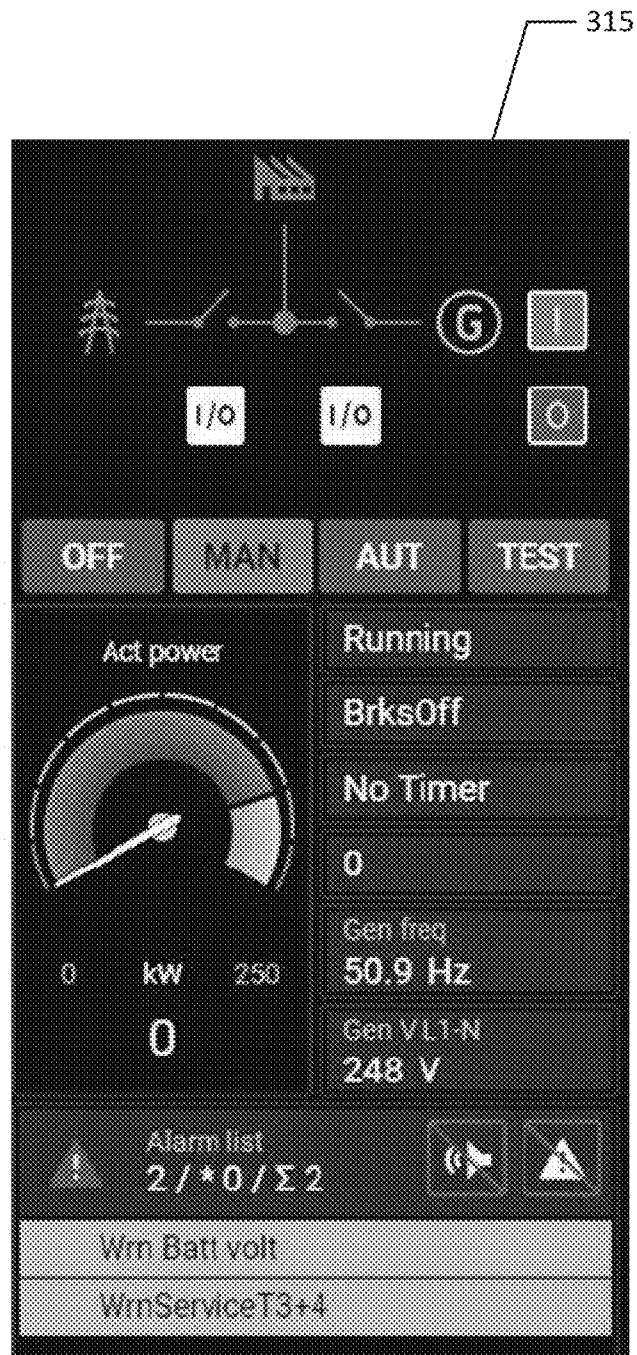 315
G I
I/O I/O O
OFF MAN AUT TEST
Act power
0 kW 250
0
Running
BrksOff
No Timer
0
Gen freq
50.9 Hz
Gen V L1-N
248 V
Alarm list
2 / * 0 / Σ 2
Wrn Batt volt
WrnServiceT3+4